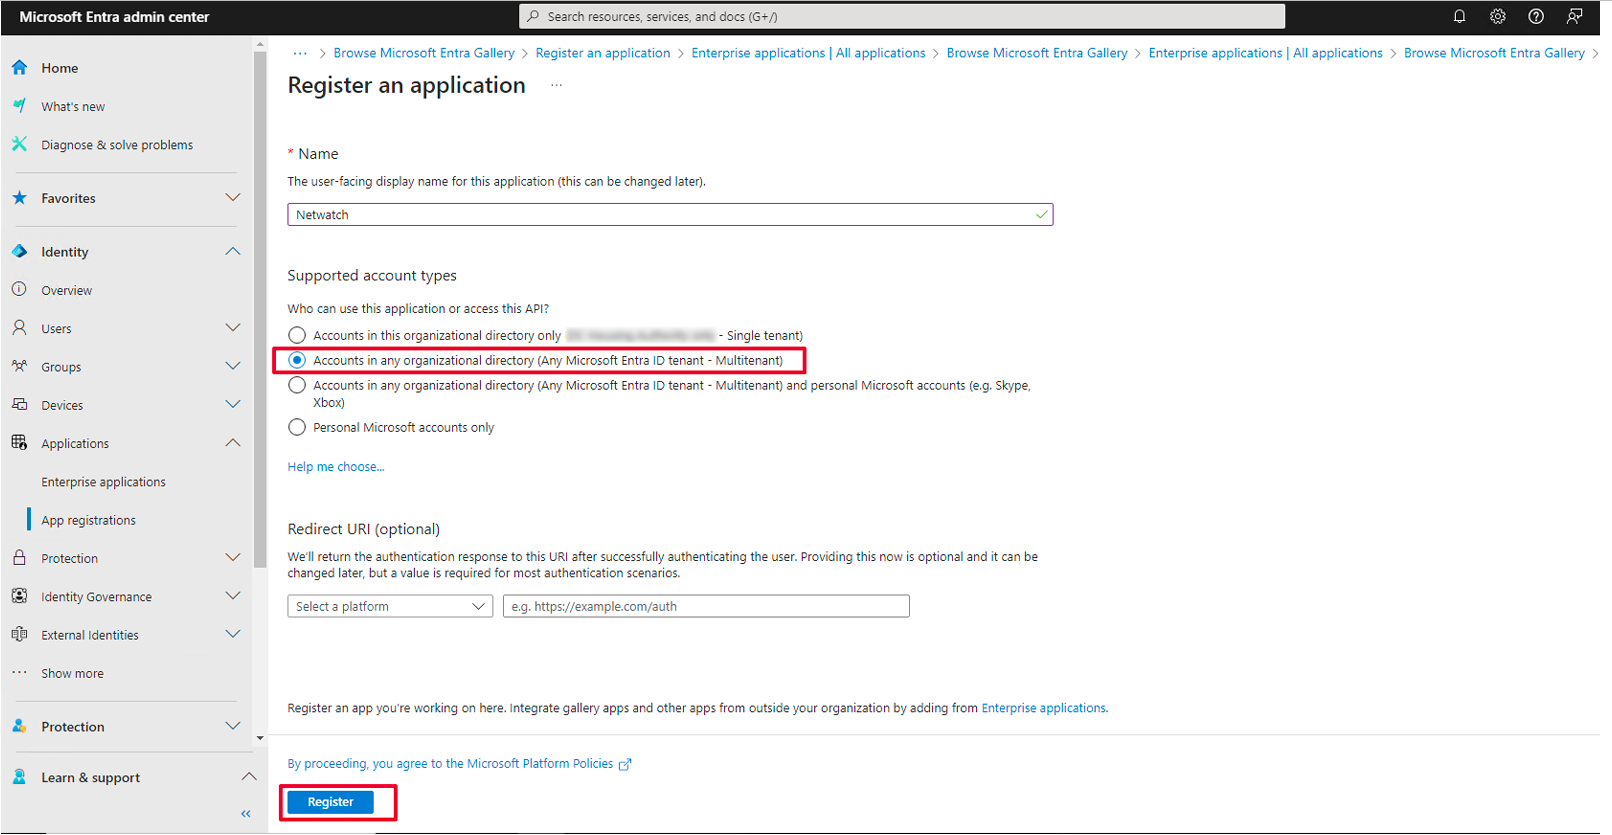 Microsoft Entra admin center
Search resources, services, and docs (G+/)
Home
What's new
Diagnose & solve problems
Favorites
Identity
Overview
Users
Groups
Devices
Applications
Enterprise applications
App registrations
Protection
Identity Governance
External Identities
Show more
Protection
Learn & support
... > Browse Microsoft Entra Gallery > Register an application > Enterprise applications | All applications > Browse Microsoft Entra Gallery > Enterprise applications | All applications > Browse Microsoft Entra Gallery >
Register an application ...
* Name
The user-facing display name for this application (this can be changed later).
Netwatch
Supported account types
Who can use this application or access this API?
Accounts in this organizational directory only - Single tenant)
Accounts in any organizational directory (Any Microsoft Entra ID tenant - Multitenant)
Accounts in any organizational directory (Any Microsoft Entra ID tenant - Multitenant) and personal Microsoft accounts (e.g. Skype,
Xbox)
Personal Microsoft accounts only
Help me choose...
Redirect URI (optional)
We'll return the authentication response to this URI after successfully authenticating the user. Providing this now is optional and it can be
changed later, but a value is required for most authentication scenarios.
Select a platform
e.g. https://example.com/auth
Register an app you're working on here. Integrate gallery apps and other apps from outside your organization by adding from Enterprise applications.
By proceeding, you agree to the Microsoft Platform Policies
Register